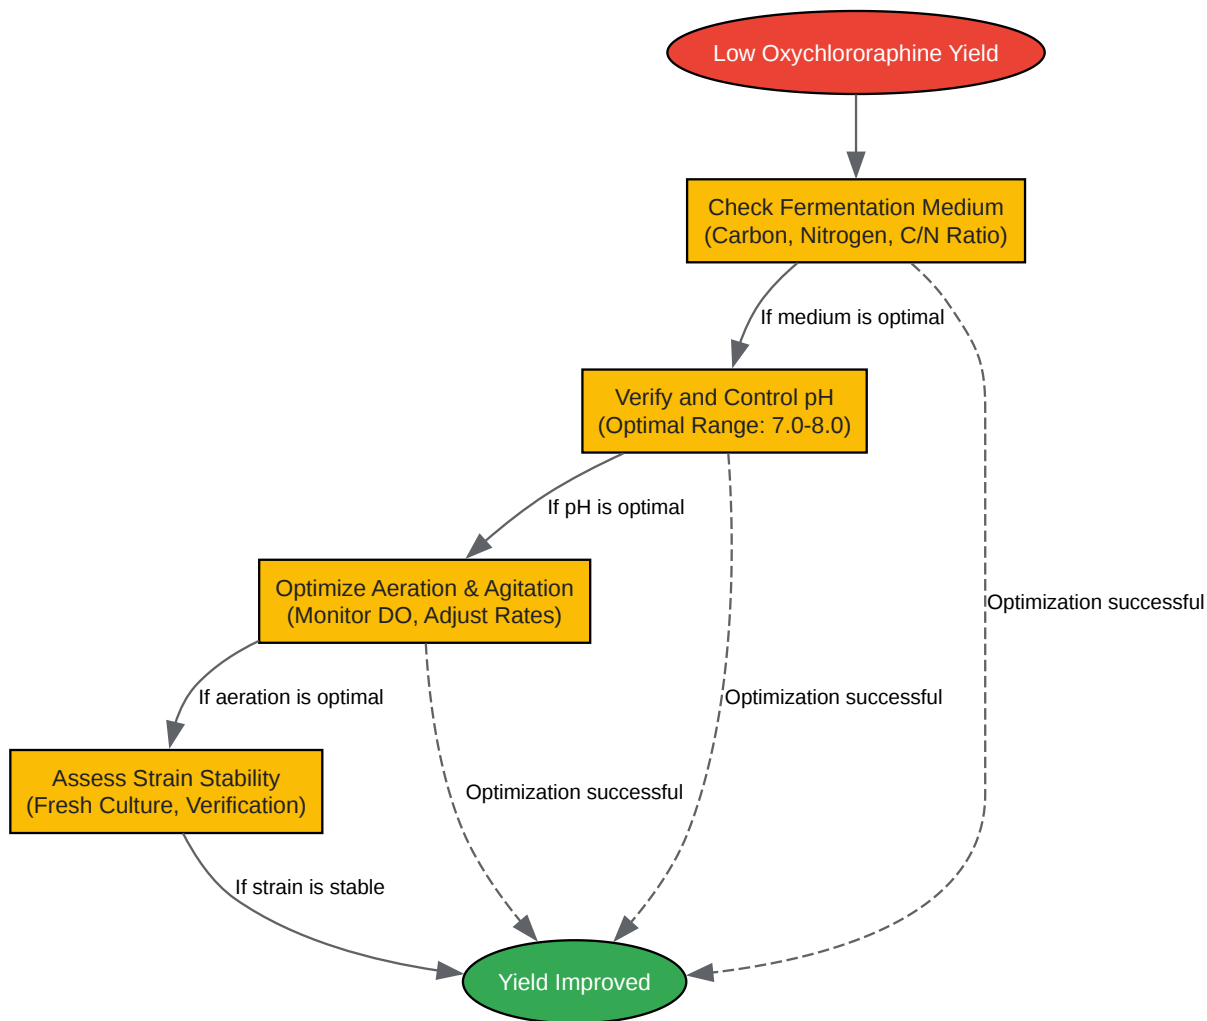 Low Oxychlororaphine Yield
Check Fermentation Medium
(Carbon, Nitrogen, C/N Ratio)
If medium is optimal
Verify and Control pH
(Optimal Range: 7.0-8.0)
If pH is optimal
Optimize Aeration & Agitation
(Monitor DO, Adjust Rates)
Optimization successful
If aeration is optimal
Optimization successful
Assess Strain Stability
(Fresh Culture, Verification)
Optimization successful
If strain is stable
Yield Improved